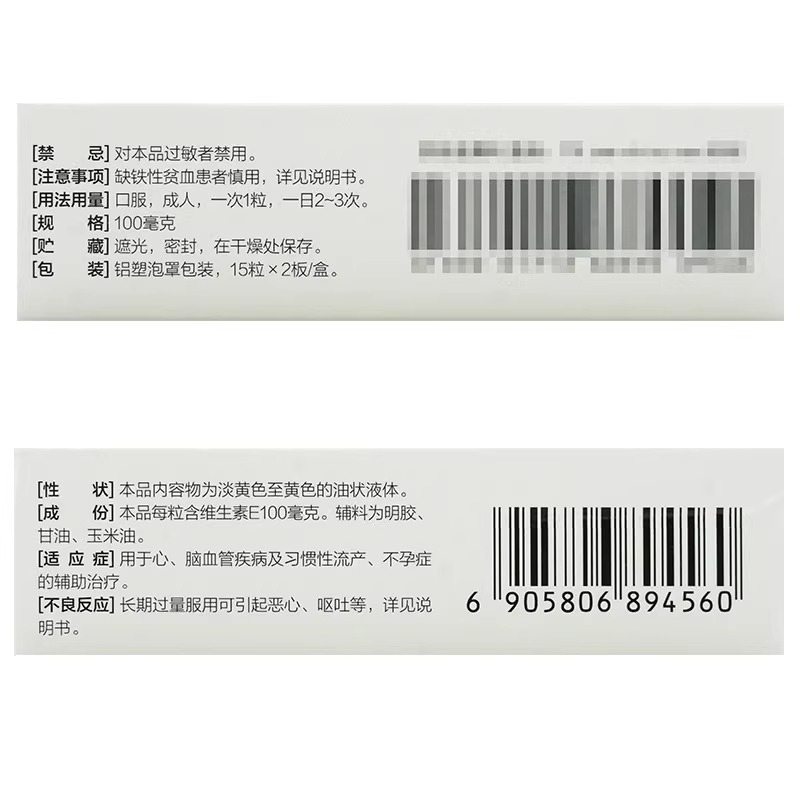 [禁 忌] 对本品过敏者禁用。
[注意事项] 缺铁性贫血患者慎用，详见说明书。
[用法用量] 口服，成人，一次1粒，一日2~3次。
[规 格] 100毫克
[贮 藏] 遮光，密封，在干燥处保存。
[包 装] 铝塑泡罩包装，15粒×2板/盒。
[性 状] 本品内容物为淡黄色至黄色的油状液体。
[成 份] 本品每粒含维生素E100毫克。辅料为明胶、
甘油、玉米油。
[适 应 症] 用于心、脑血管疾病及习惯性流产、不孕症
的辅助治疗。
[不良反应] 长期过量服用可引起恶心、呕吐等，详见说
明书。
6 905806 894560